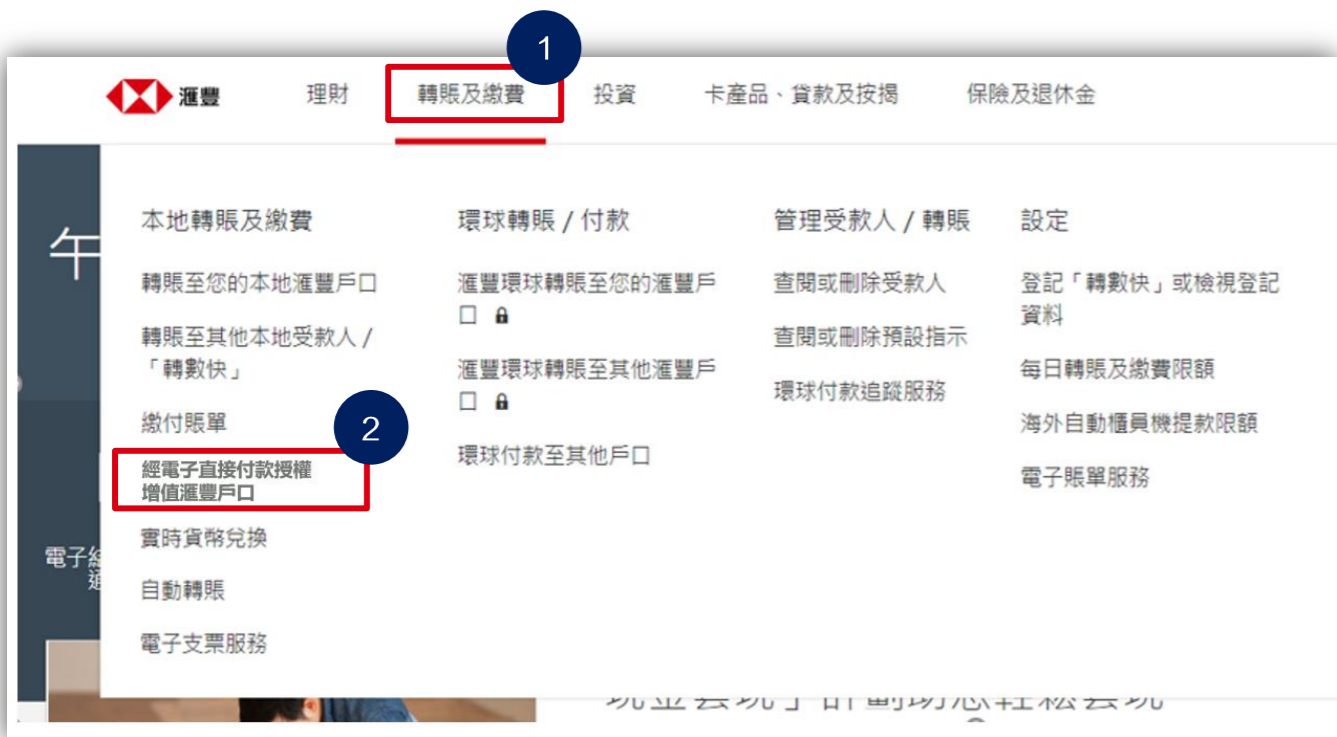 1
滙豐
理財
轉賬及繳費
投資
卡產品、貸款及按揭
保險及退休金
午
本地轉賬及繳費
轉賬至您的本地滙豐戶口
轉賬至其他本地受款人 /
「轉數快」
繳付賬單
2
經電子直接付款授權
增值滙豐戶口
實時貨幣兌換
自動轉賬
電子支票服務
環球轉賬 / 付款
滙豐環球轉賬至您的滙豐戶
口
滙豐環球轉賬至其他滙豐戶
口
環球付款至其他戶口
管理受款人 / 轉賬
查閱或刪除受款人
查閱或刪除預設指示
環球付款追蹤服務
設定
登記「轉數快」或檢視登記
資料
每日轉賬及繳費限額
海外自動櫃員機提款限額
電子賬單服務
電子